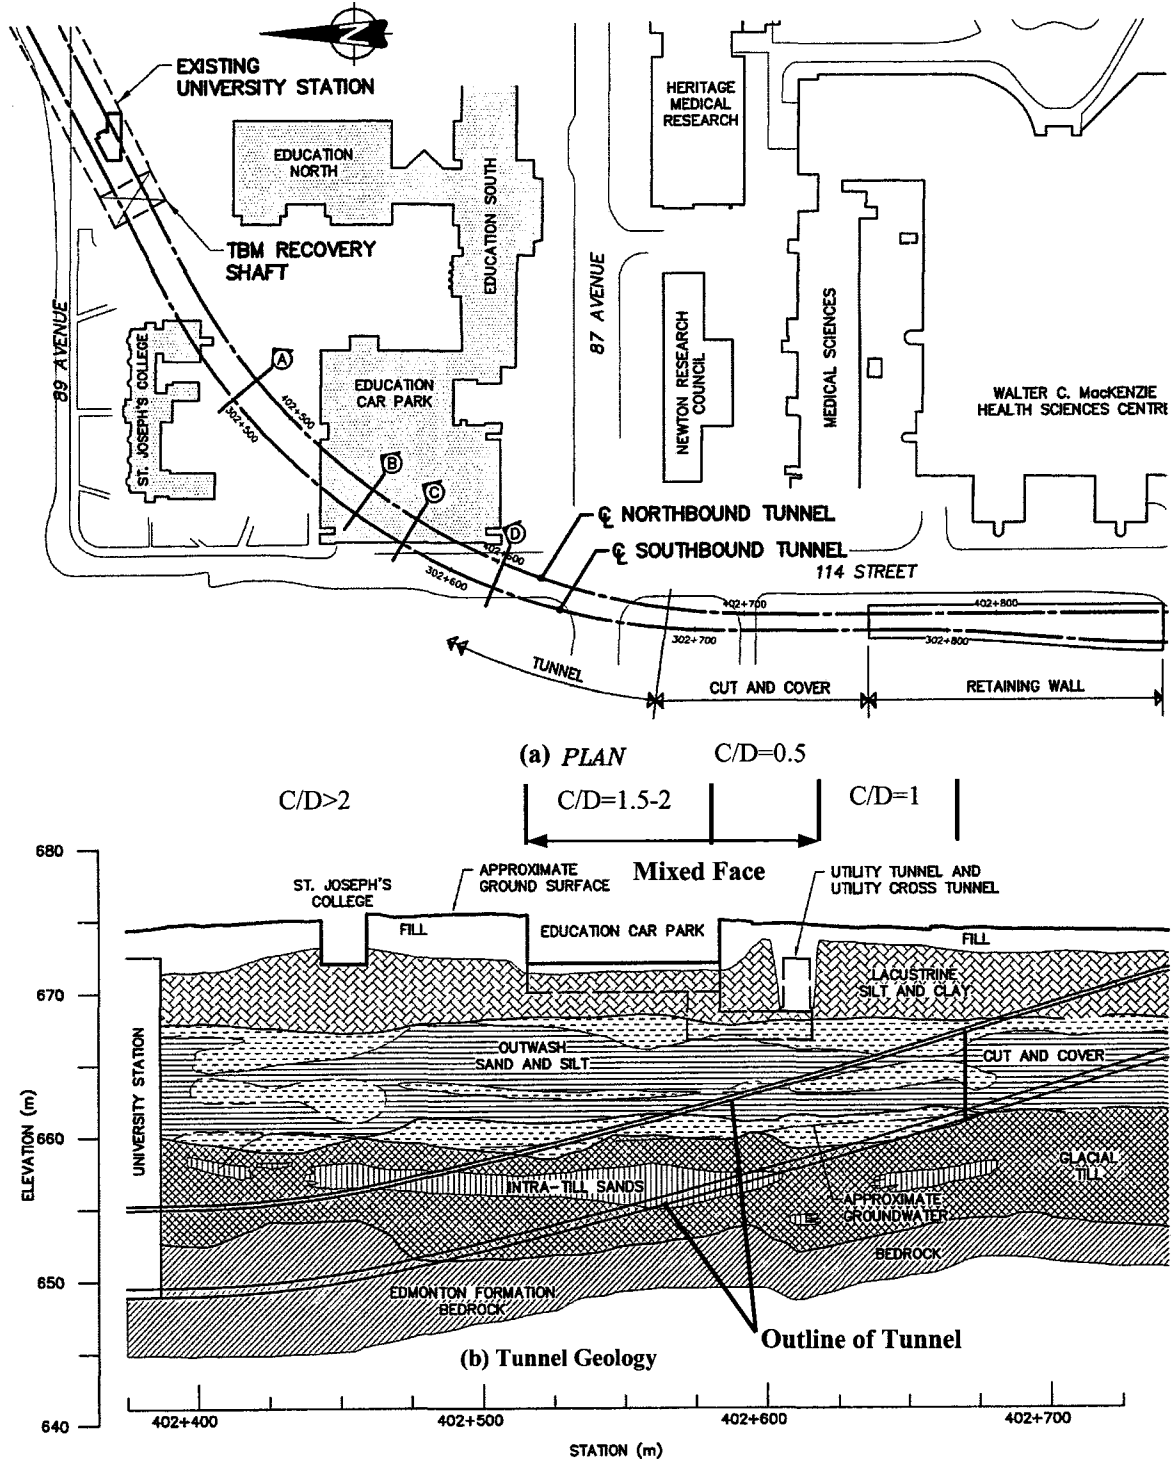 N
EXISTING
UNIVERSITY STATION
EDUCATION
NORTH
EDUCATION SOUTH
HERITAGE
MEDICAL
RESEARCH
TBM RECOVERY
SHAFT
89 AVENUE
87 AVENUE
ST. JOSEPH'S COLLEGE
A
EDUCATION
CAR PARK
NEWTON RESEARCH
COUNCIL
MEDICAL SCIENCES
WALTER C. MacKENZIE
HEALTH SCIENCES CENTRE
402+500
302+500
B
C
D
℄ NORTHBOUND TUNNEL
℄ SOUTHBOUND TUNNEL
114 STREET
402+600
302+600
402+700
302+700
402+800
302+800
TUNNEL
CUT AND COVER
RETAINING WALL
(a) PLAN
C/D=0.5
C/D>2
C/D=1.5-2
C/D=1
Mixed Face
680
670
660
650
640
ELEVATION (m)
ST. JOSEPH'S
COLLEGE
APPROXIMATE
GROUND SURFACE
UTILITY TUNNEL AND
UTILITY CROSS TUNNEL
FILL
EDUCATION CAR PARK
FILL
LACUSTRINE
SILT AND CLAY
UNIVERSITY STATION
OUTWASH
SAND AND SILT
CUT AND COVER
GLACIAL
TILL
INTRA-TILL SANDS
APPROXIMATE
GROUNDWATER
BEDROCK
EDMONTON FORMATION
BEDROCK
Outline of Tunnel
(b) Tunnel Geology
402+400
402+500
402+600
402+700
STATION (m)